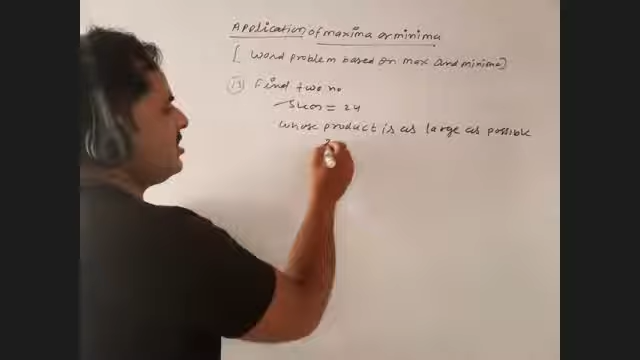 Application of maxima or minima
[ Word problem based on max and minima]
(1) Find two no
Sum = 24
whose product is as large as possible